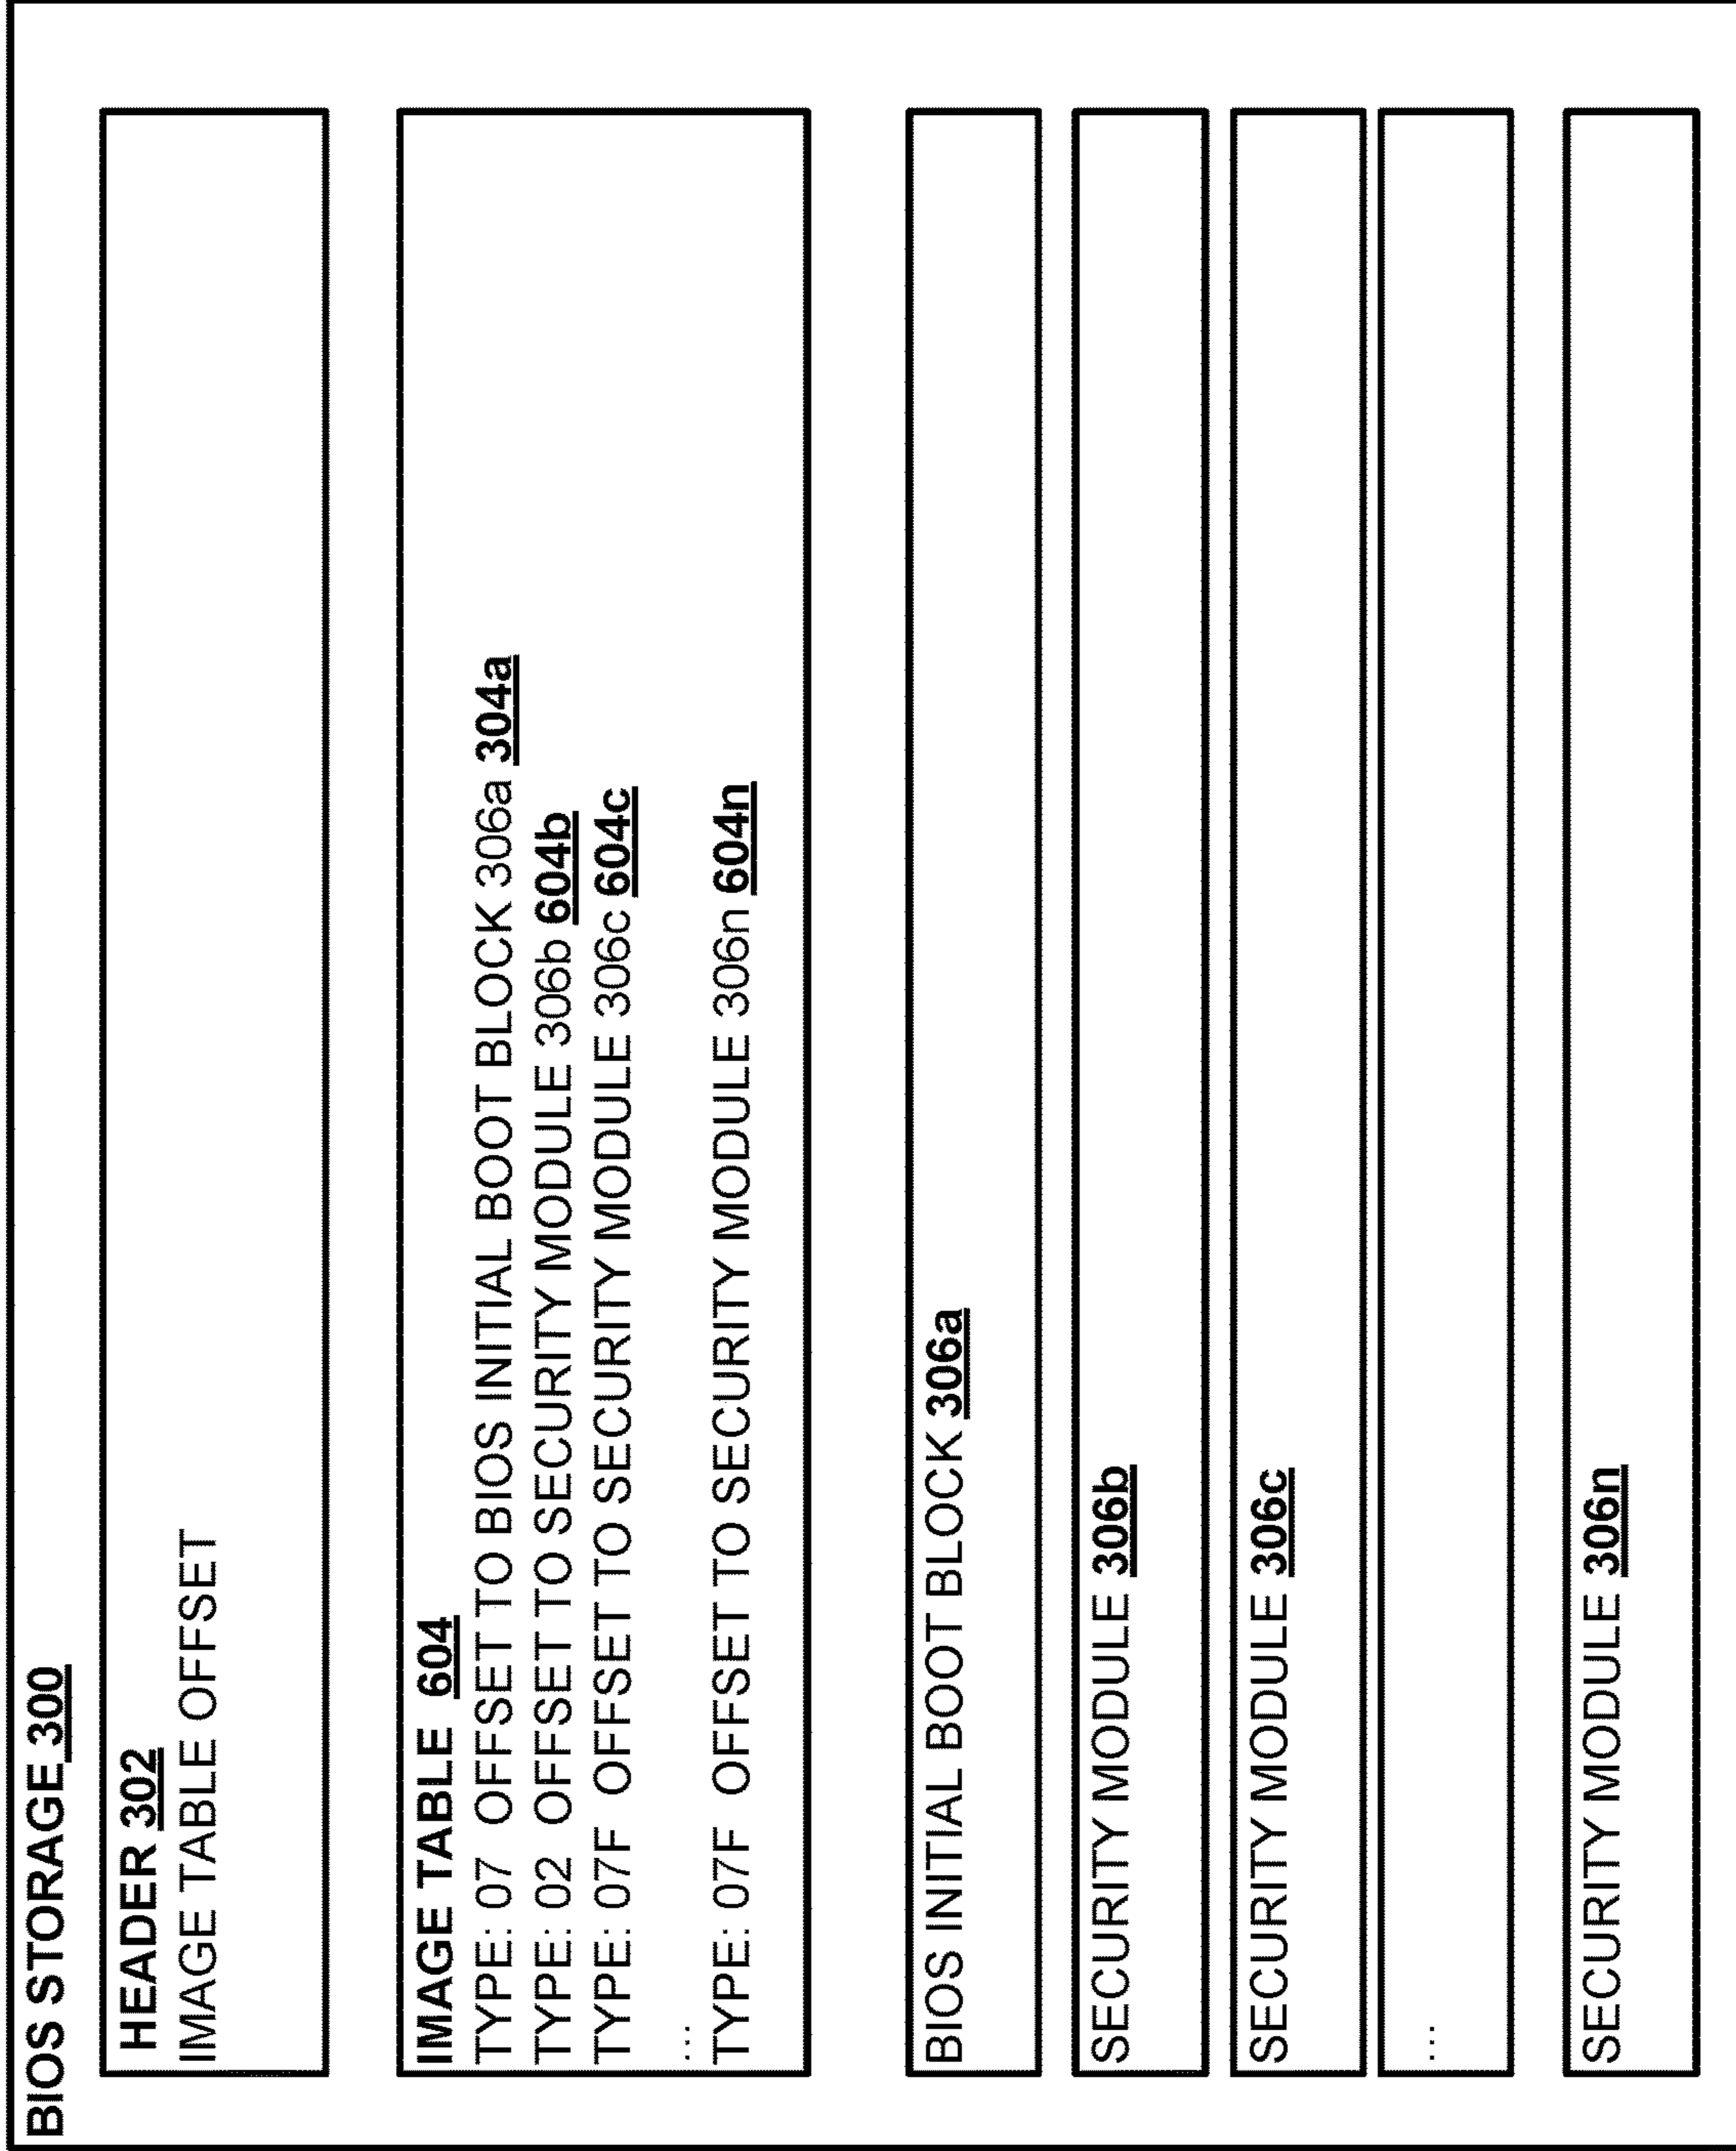 BIOS STORAGE 300
HEADER 302
IMAGE TABLE OFFSET
IMAGE TABLE 604
TYPE: 07 OFFSET TO BIOS INITIAL BOOT BLOCK 306a 304a
TYPE: 02 OFFSET TO SECURITY MODULE 306b 604b
TYPE: 07F OFFSET TO SECURITY MODULE 306c 604c
...
TYPE: 07F OFFSET TO SECURITY MODULE 306n 604n
BIOS INITIAL BOOT BLOCK 306a
SECURITY MODULE 306b
SECURITY MODULE 306c
...
SECURITY MODULE 306n